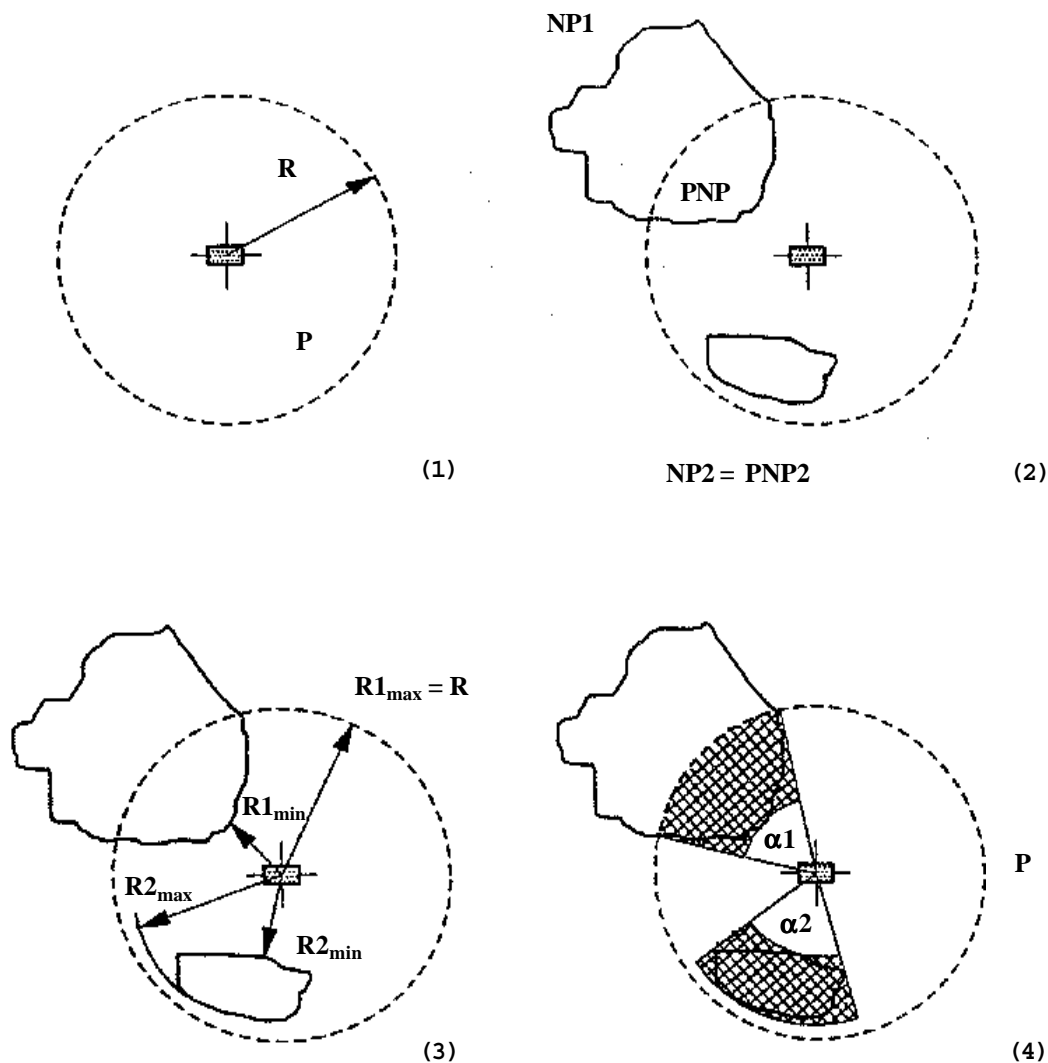 R
P
(1)
NP1
PNP
NP2 = PNP2
(2)
R1max = R
R1min
R2max
R2min
(3)
α1
P
α2
(4)